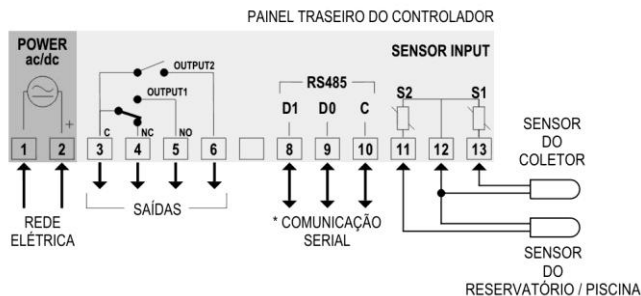 PAINEL TRASEIRO DO CONTROLADOR
POWER
ac/dc
SENSOR INPUT
OUTPUT2
OUTPUT1
RS485
D1 D0 C
S2 S1
C NC NO
+
1 2 3 4 5 6 8 9 10 11 12 13
REDE
ELÉTRICA
SAÍDAS
* COMUNICAÇÃO
SERIAL
SENSOR
DO
COLETOR
SENSOR
DO
RESERVATÓRIO / PISCINA